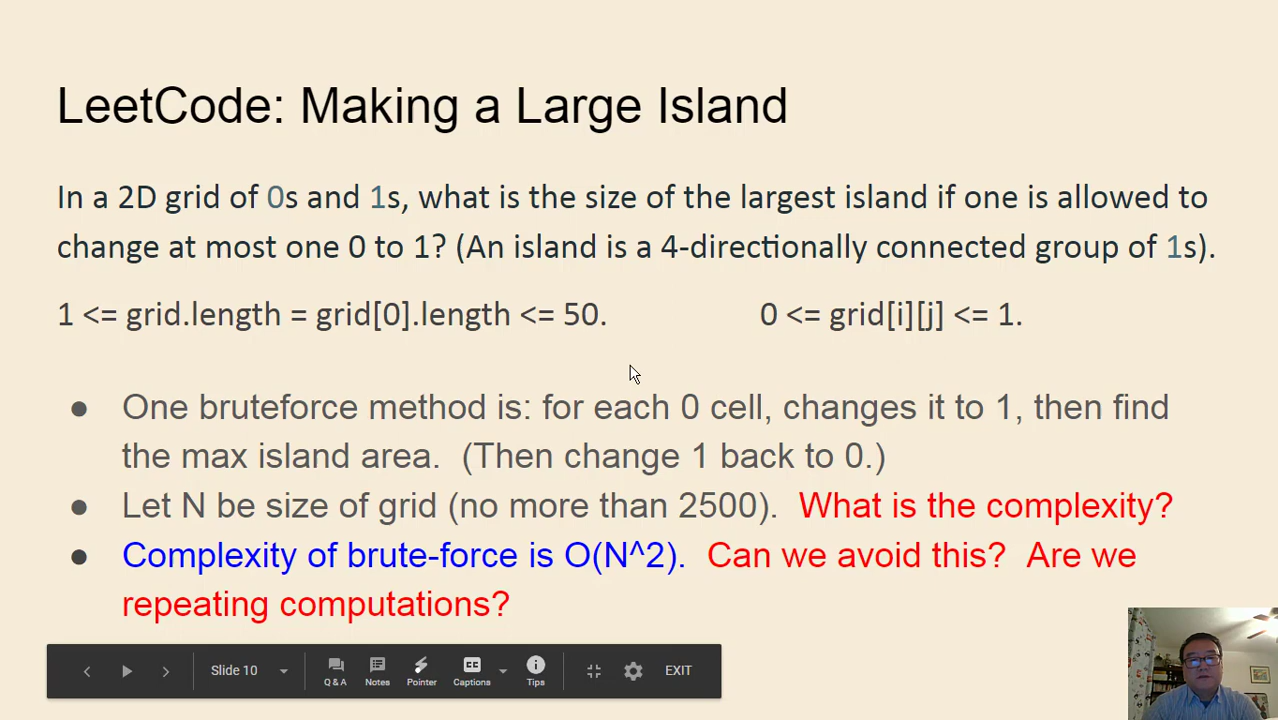 LeetCode: Making a Large Island
In a 2D grid of 0s and 1s, what is the size of the largest island if one is allowed to
change at most one 0 to 1? (An island is a 4-directionally connected group of 1s).
1 <= grid.length = grid[0].length <= 50. 0 <= grid[i][j] <= 1.
● One bruteforce method is: for each 0 cell, changes it to 1, then find
the max island area. (Then change 1 back to 0.)
● Let N be size of grid (no more than 2500). What is the complexity?
● Complexity of brute-force is O(N^2). Can we avoid this? Are we
repeating computations?
Slide 10 Q & A Notes Pointer CC Captions Tips EXIT